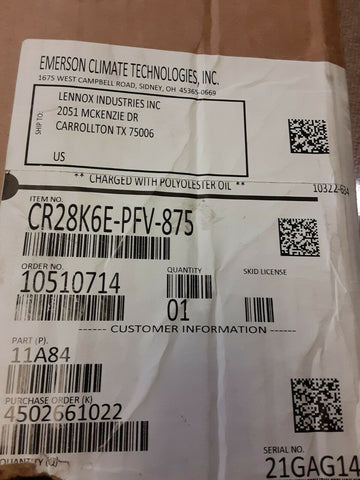 EMERSON CLIMATE TECHNOLOGIES, INC.
1675 WEST CAMPBELL ROAD, SIDNEY, OH 45365-0669
SHIP TO:
LENNOX INDUSTRIES INC
2051 MCKENZIE DR
CARROLLTON TX 75006
US
** CHARGED WITH POLYOLESTER OIL **
ITEM NO.
CR28K6E-PFV-875
ORDER NO.
QUANTITY
SKID LICENSE
10510714
01
------ CUSTOMER INFORMATION ------
PART (P).
11A84
PURCHASE ORDER (K)
4502661022
SERIAL NO.
21GAG14
QUANTITY